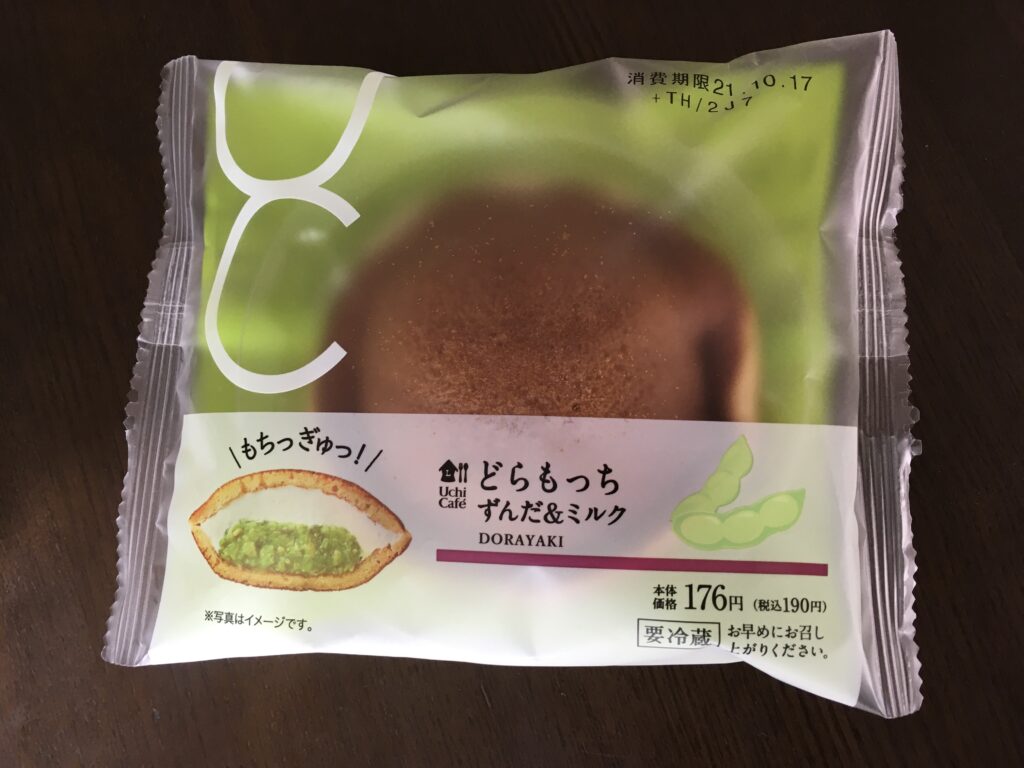 消費期限21.10.17
+TH/2J7
UC
\もちっぎゅっ!/
Uchi
Café
どらもっち
ずんだ&ミルク
DORAYAKI
本体
価格 176円 (税込190円)
要冷蔵 お早めにお召し
上がりください。
※写真はイメージです。